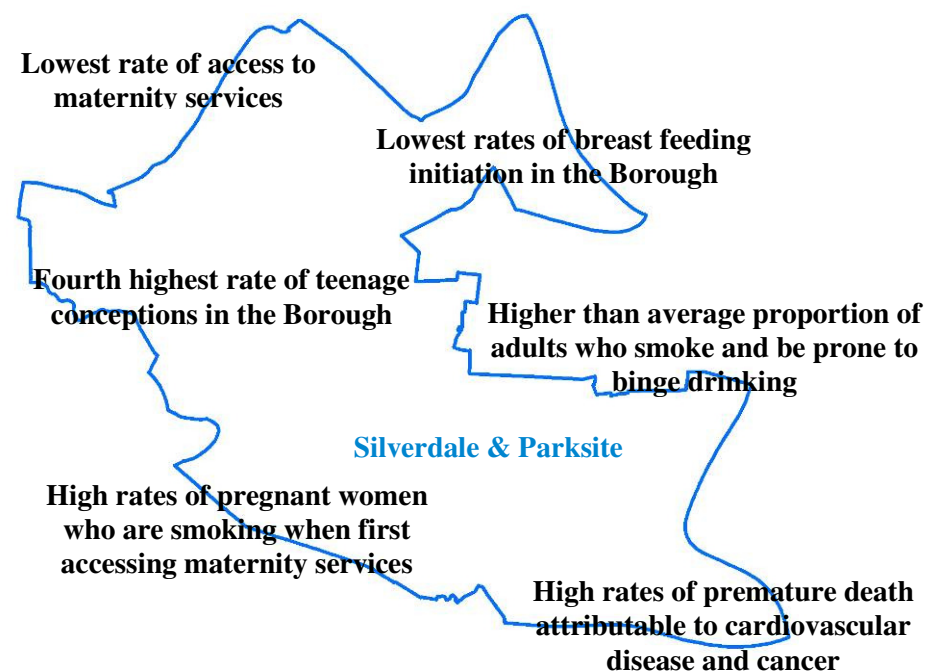 Lowest rate of access to
maternity services
Lowest rates of breast feeding
initiation in the Borough
Fourth highest rate of teenage
conceptions in the Borough
Higher than average proportion of
adults who smoke and be prone to
binge drinking
Silverdale & Parksite
High rates of pregnant women
who are smoking when first
accessing maternity services
High rates of premature death
attributable to cardiovascular
disease and cancer